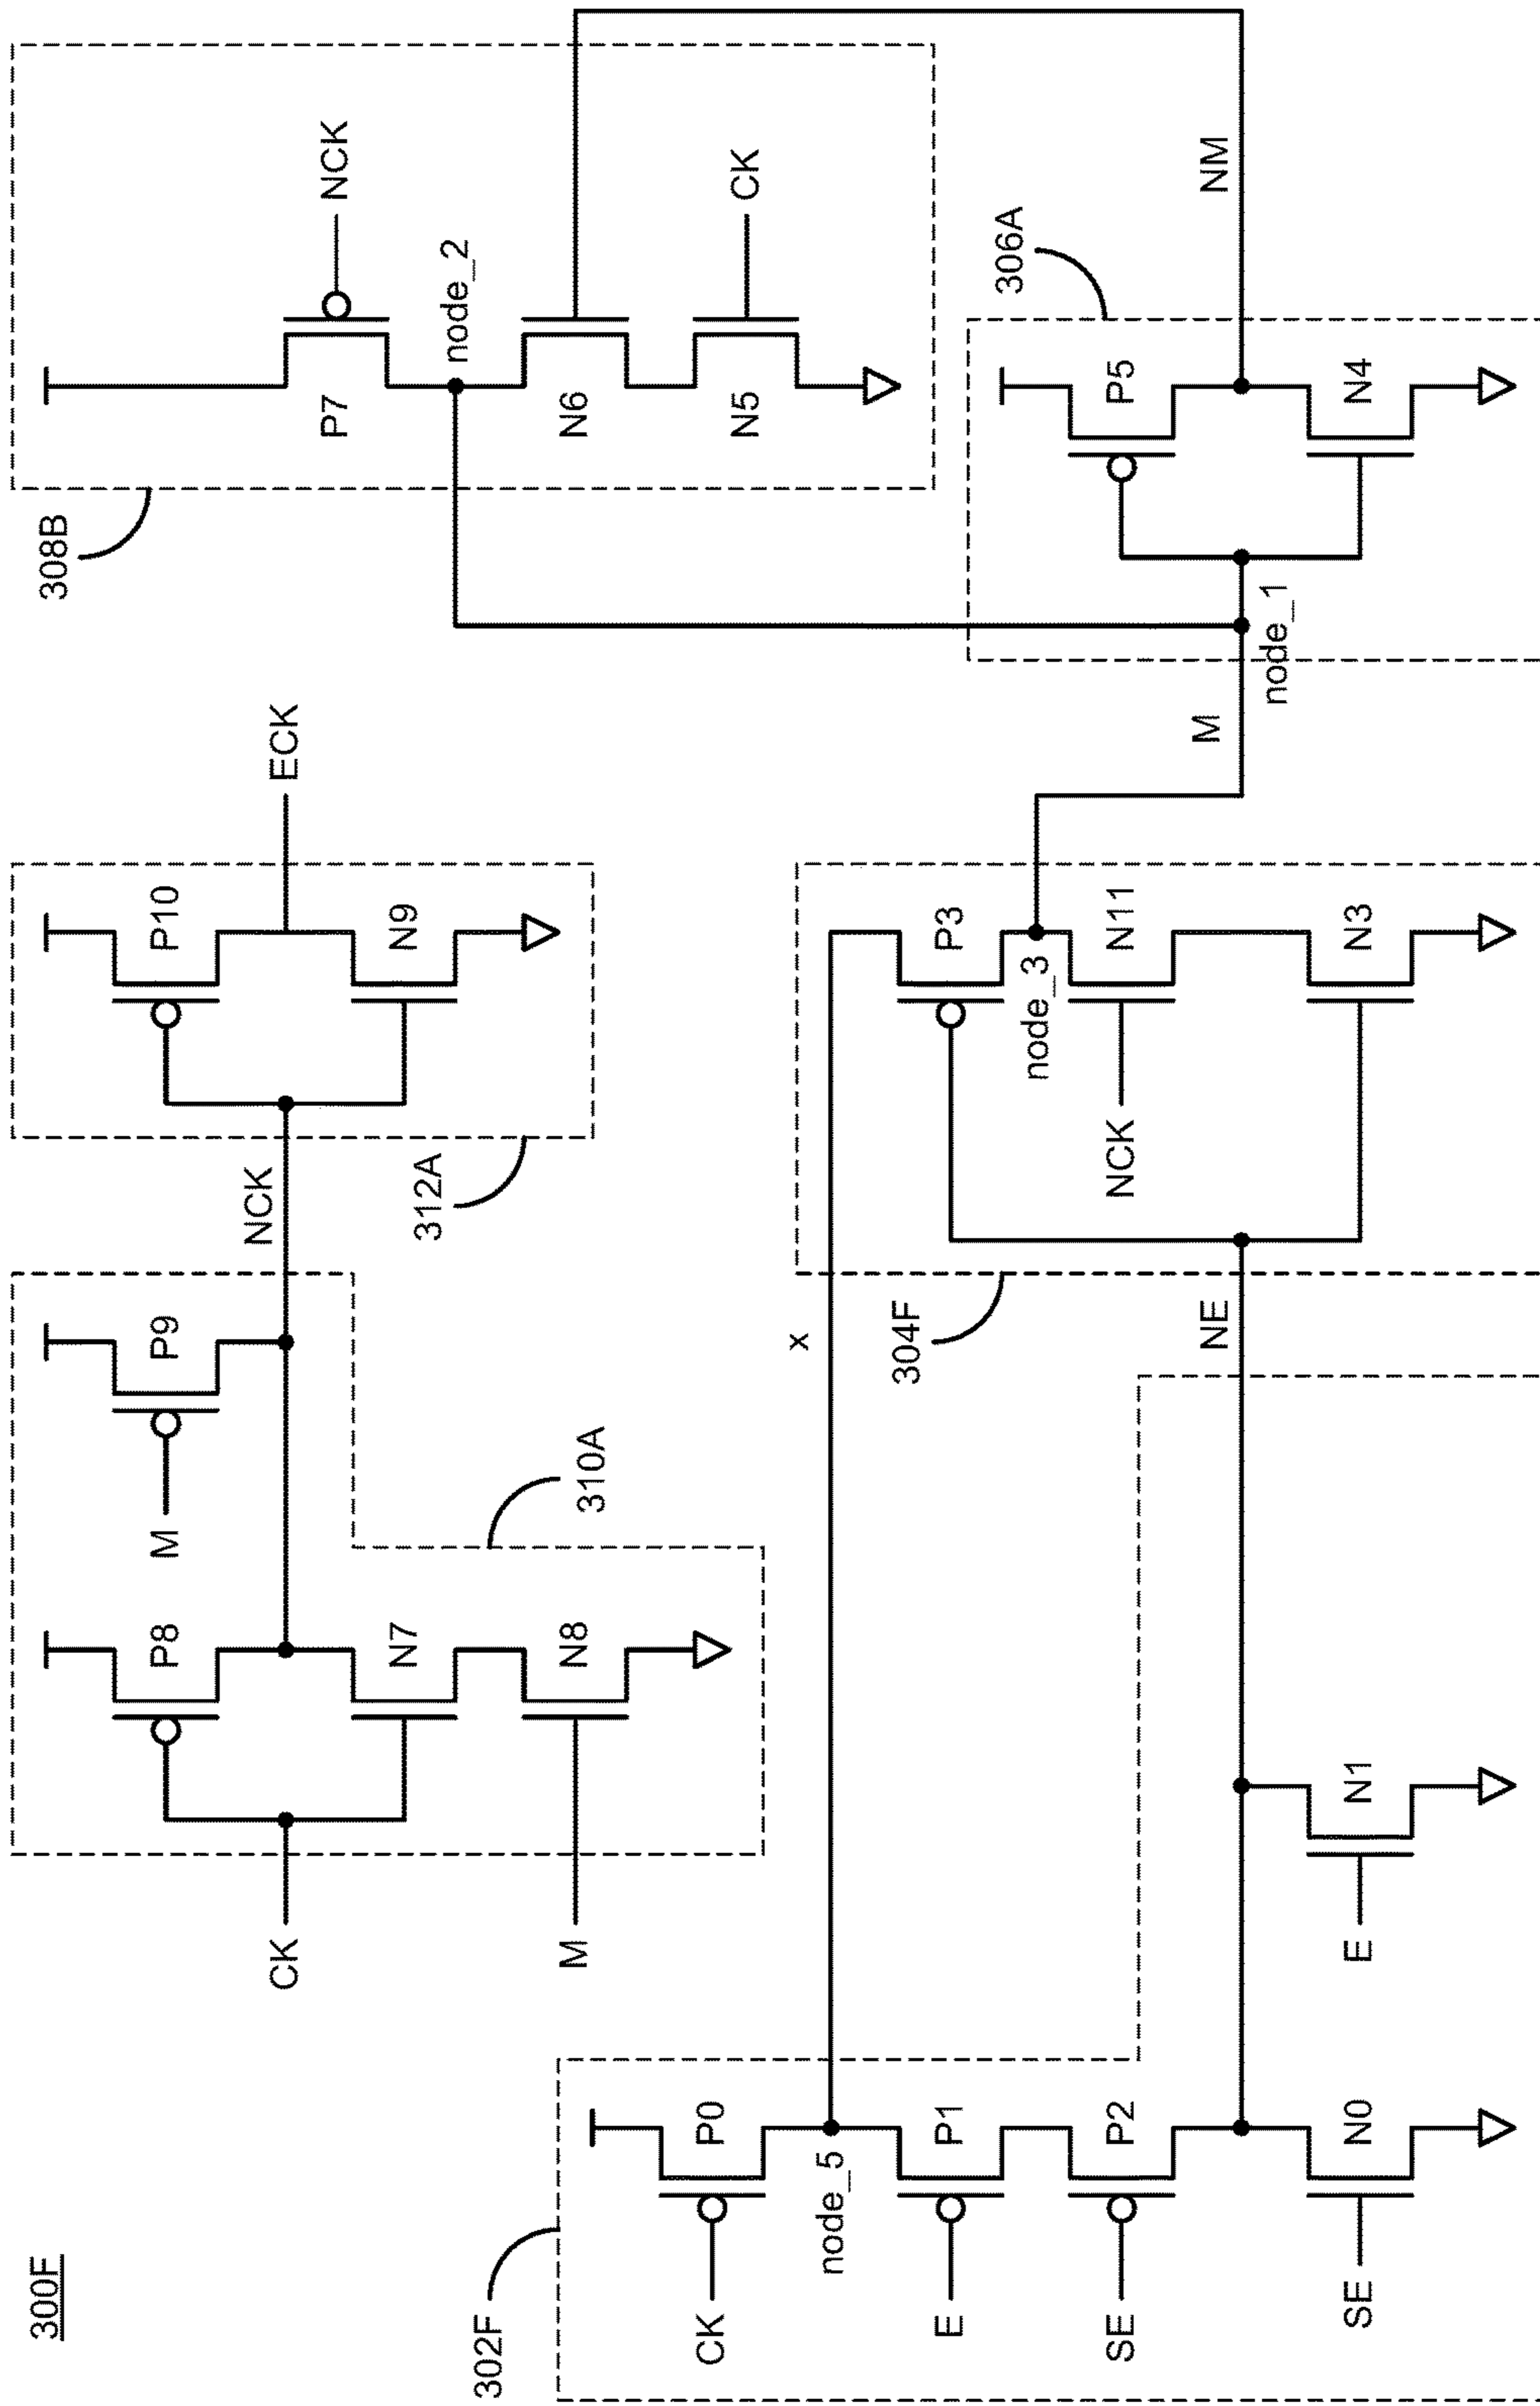 300F
302F
CK
P0
node_5
E
P1
SE
P2
SE
N0
E
N1
x
NE
CK
P8
N7
M
N8
M
P9
310A
NCK
312A
P10
N9
ECK
304F
P3
node_3
NCK
N11
N3
M
node_1
308B
P7
NCK
node_2
N6
N5
CK
306A
P5
N4
NM